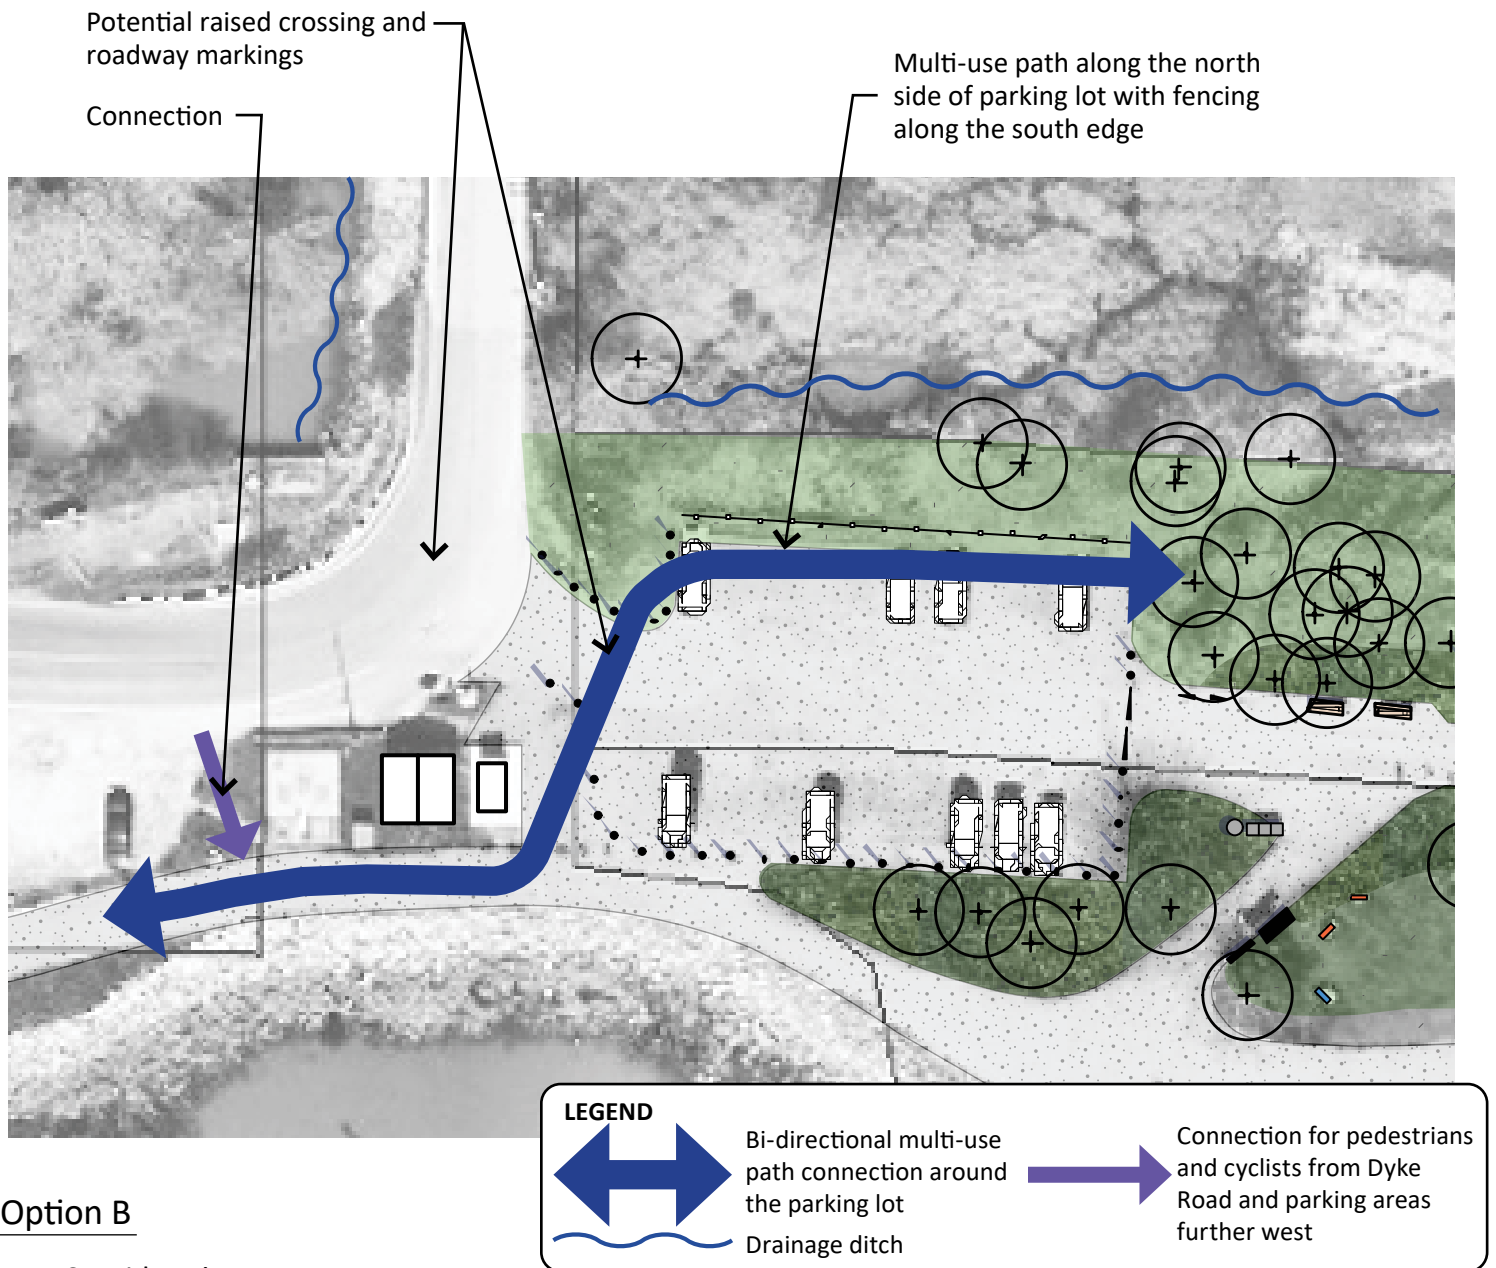 Potential raised crossing and
roadway markings
Connection
Multi-use path along the north
side of parking lot with fencing
along the south edge
LEGEND
Bi-directional multi-use
path connection around
the parking lot
Drainage ditch
Connection for pedestrians
and cyclists from Dyke
Road and parking areas
further west
Option B